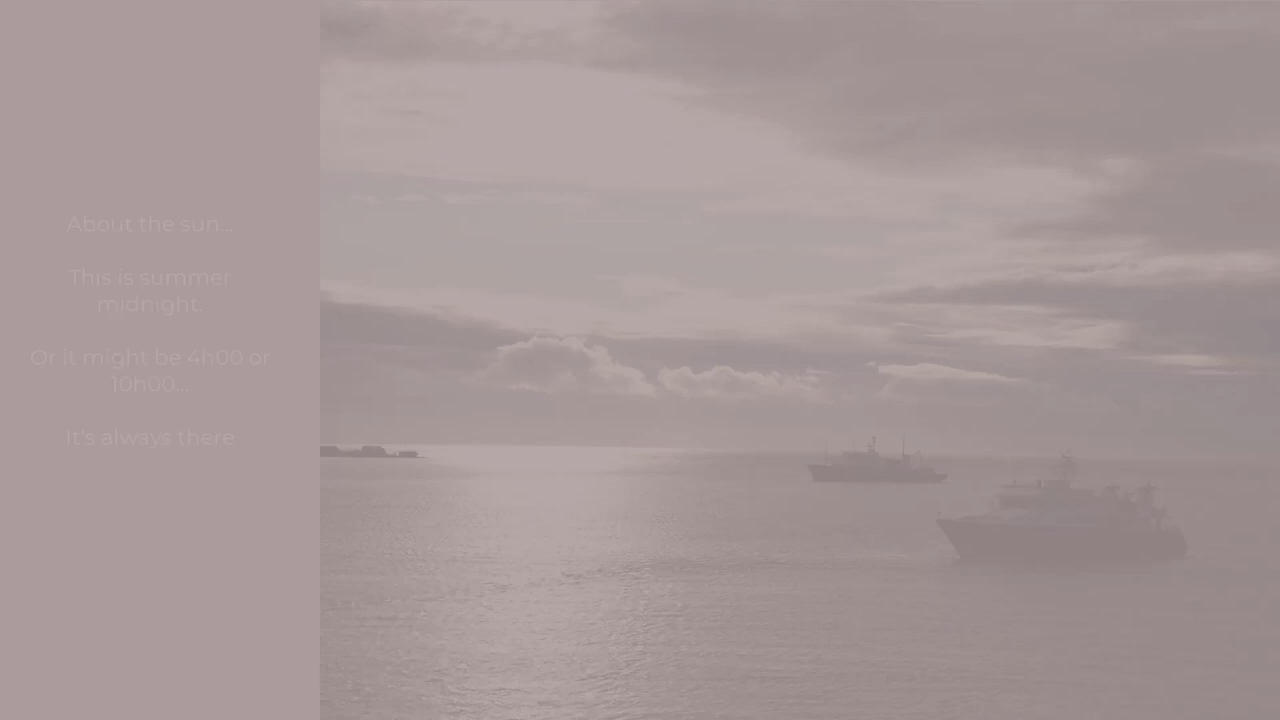 About the sun...
This is summer
midnight.
Or it might be 4h00 or
10h00...
It's always there